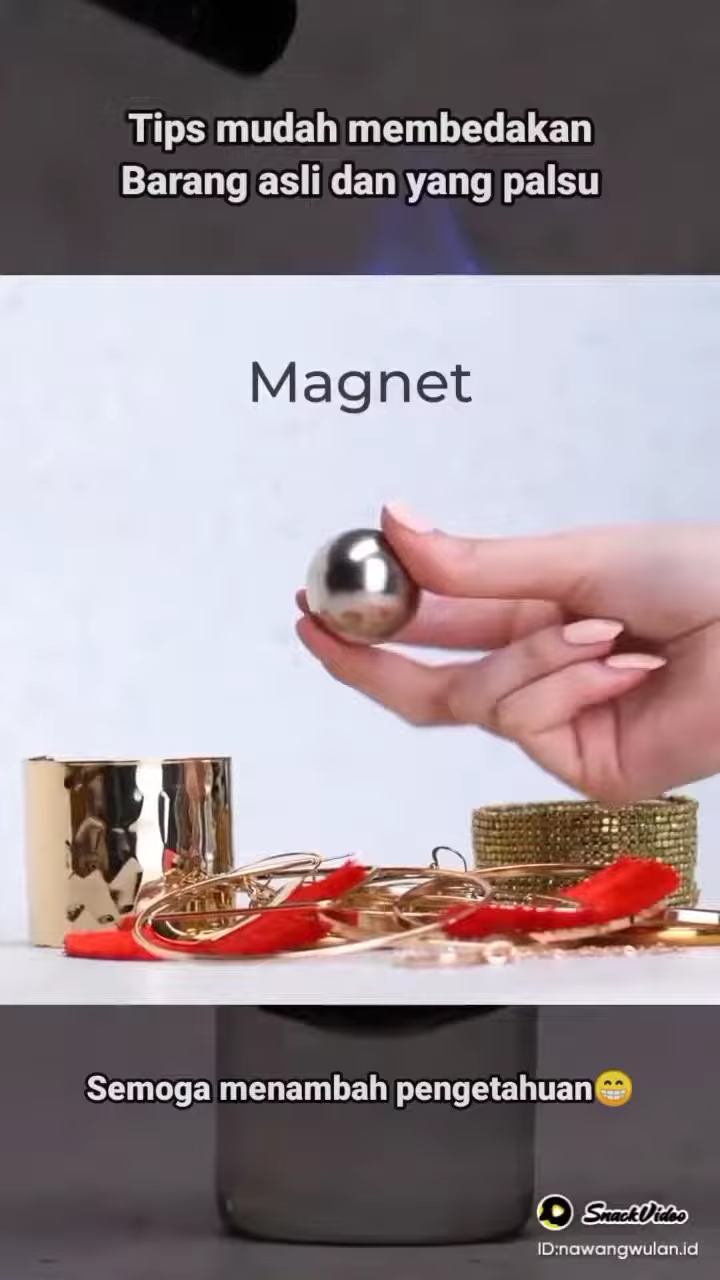 Tips mudah membedakan
Barang asli dan yang palsu
Magnet
Semoga menambah pengetahuan😁
SnackVideo
ID:nawangwulan.id